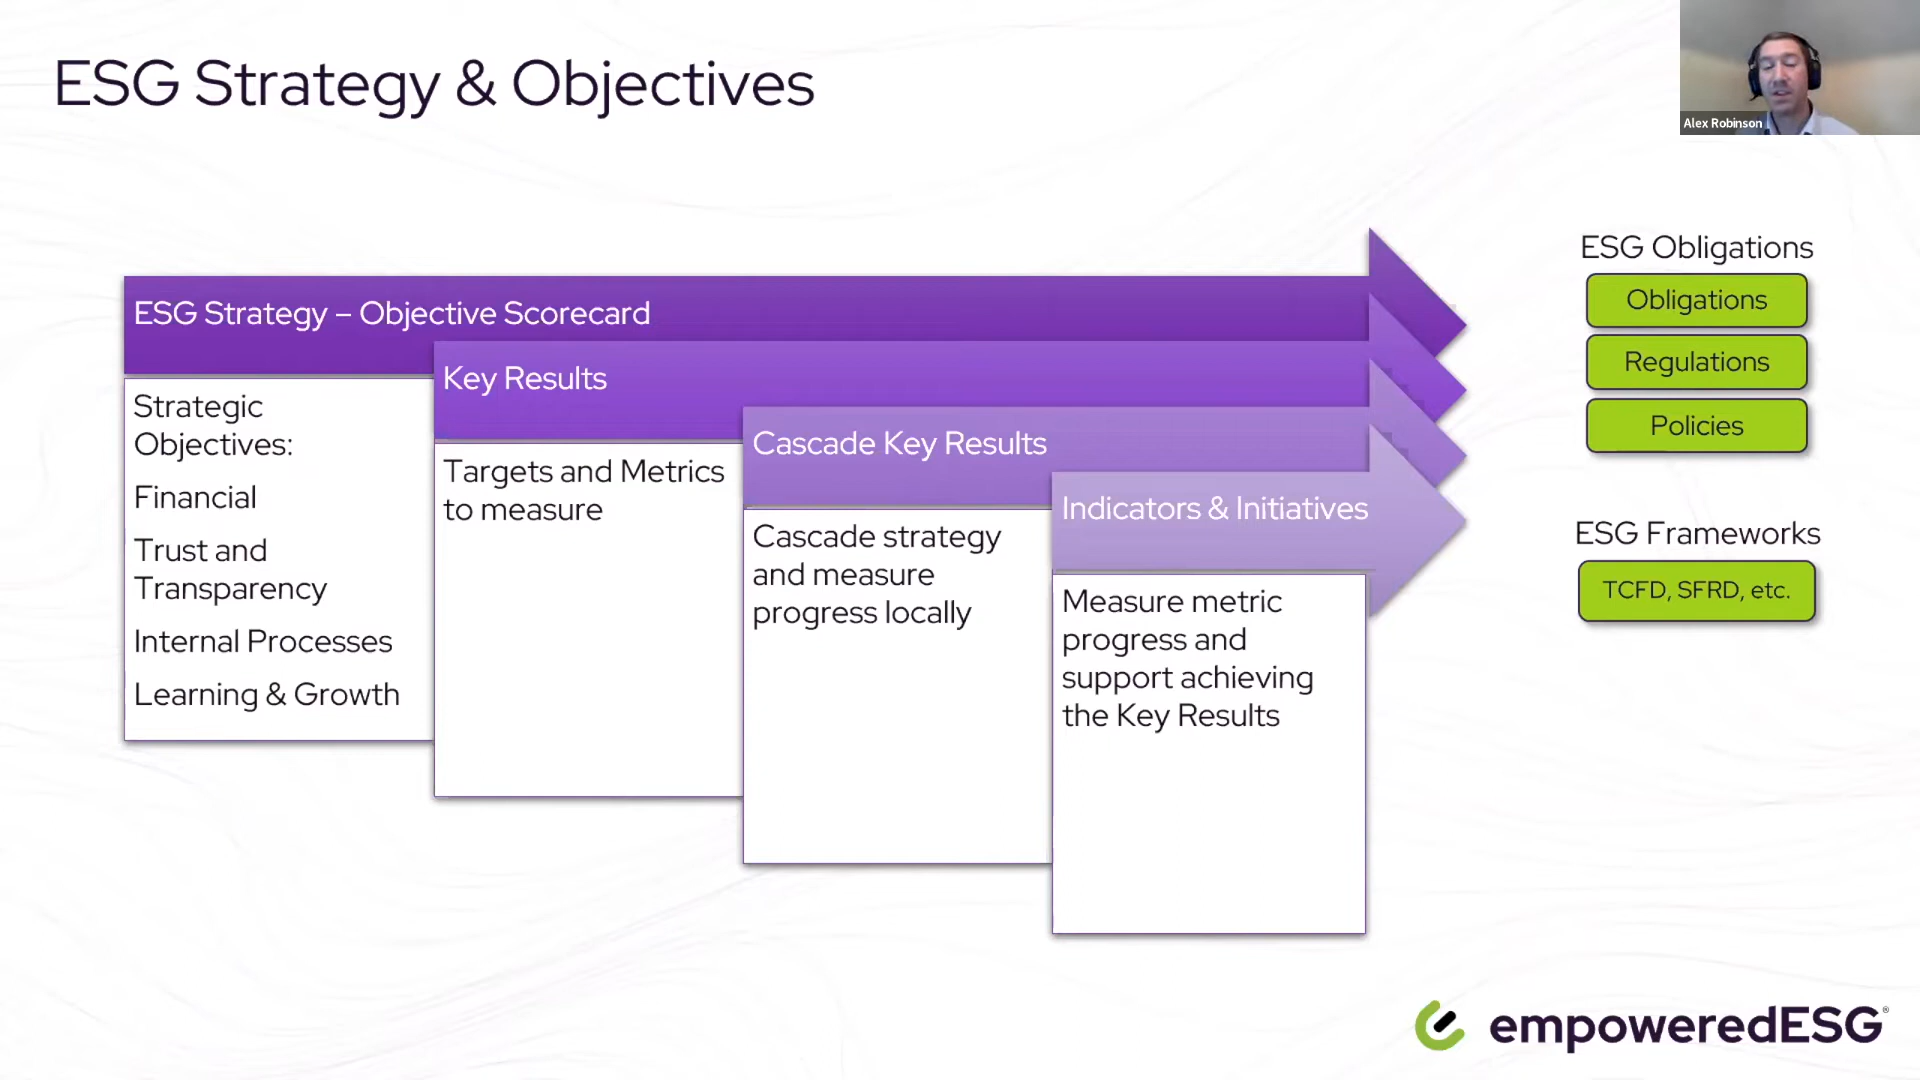 ESG Strategy & Objectives
Alex Robinson
ESG Strategy – Objective Scorecard
Strategic
Objectives:
Financial
Trust and
Transparency
Internal Processes
Learning & Growth
Key Results
Targets and Metrics
to measure
Cascade Key Results
Cascade strategy
and measure
progress locally
Indicators & Initiatives
Measure metric
progress and
support achieving
the Key Results
ESG Obligations
Obligations
Regulations
Policies
ESG Frameworks
TCFD, SFRD, etc.
empoweredESG®